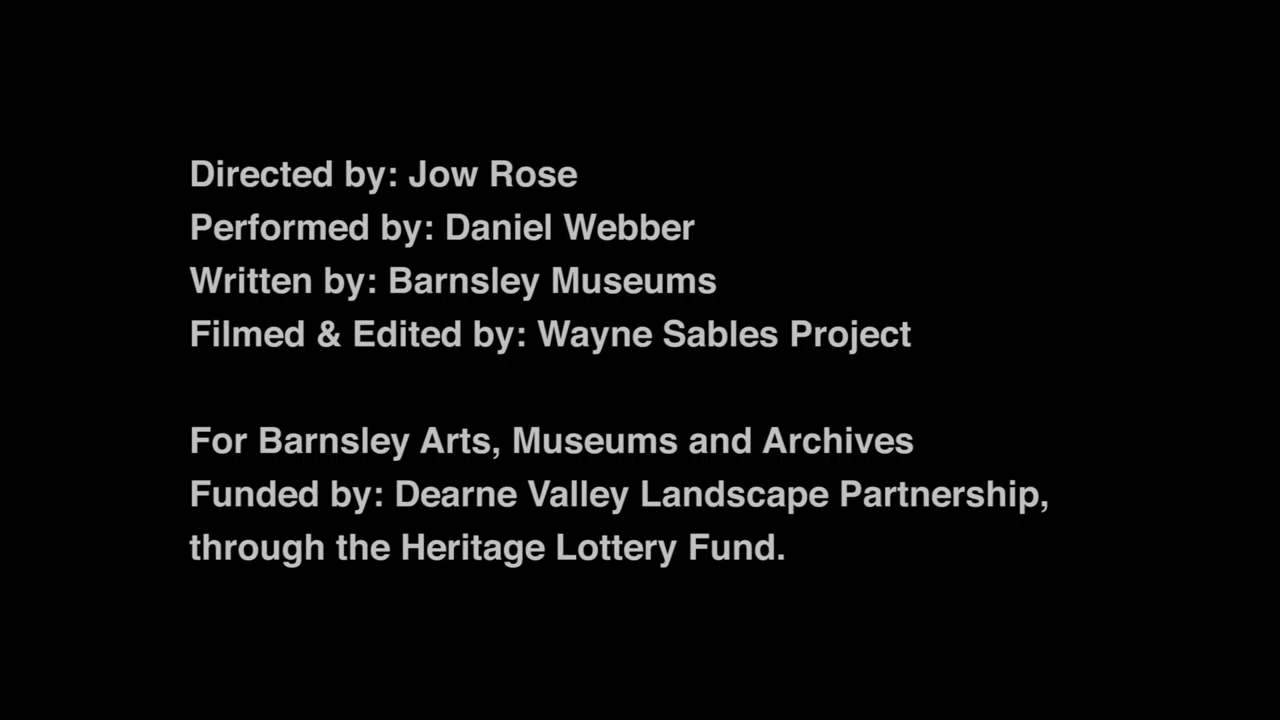 Directed by: Jow Rose
Performed by: Daniel Webber
Written by: Barnsley Museums
Filmed & Edited by: Wayne Sables Project
For Barnsley Arts, Museums and Archives
Funded by: Dearne Valley Landscape Partnership,
through the Heritage Lottery Fund.